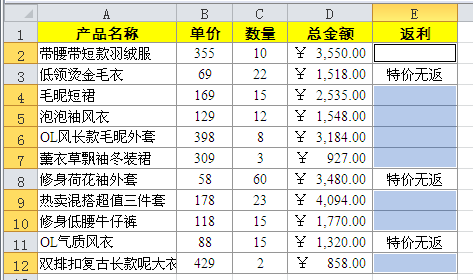 A B C D E
1 产品名称 单价 数量 总金额 返利
2 带腰带短款羽绒服 355 10 ￥ 3,550.00
3 低领烫金毛衣 69 22 ￥ 1,518.00 特价无返
4 毛昵短裙 169 15 ￥ 2,535.00
5 泡泡袖风衣 129 12 ￥ 1,548.00
6 OL风长款毛昵外套 398 8 ￥ 3,184.00
7 薰衣草飘袖冬装裙 309 3 ￥ 927.00
8 修身荷花袖外套 58 60 ￥ 3,480.00 特价无返
9 热卖混搭超值三件套 178 23 ￥ 4,094.00
10 修身低腰牛仔裤 118 15 ￥ 1,770.00
11 OL气质风衣 88 15 ￥ 1,320.00 特价无返
12 双排扣复古长款呢大衣 429 2 ￥ 858.00